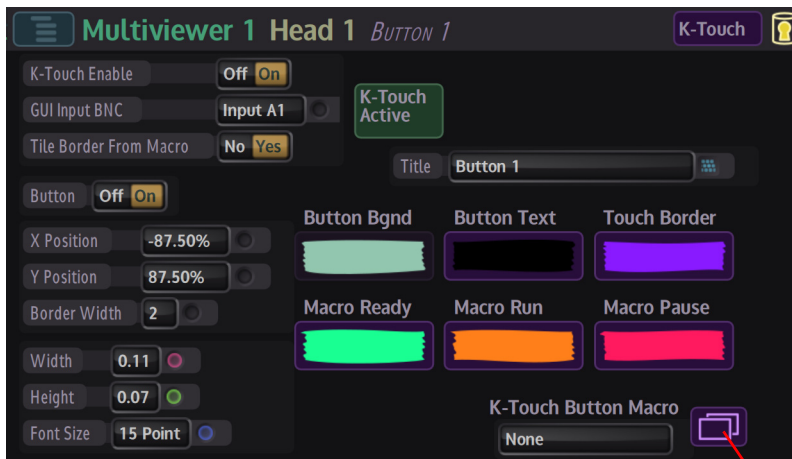 Multiviewer 1 Head 1 Button 1 K-Touch
K-Touch Enable Off On
GUI Input BNC Input A1
K-Touch Active
Tile Border From Macro No Yes
Title Button 1
Button Off On
Button Bgnd Button Text Touch Border
X Position -87.50%
Y Position 87.50%
Border Width 2
Macro Ready Macro Run Macro Pause
Width 0.11
Height 0.07
Font Size 15 Point
K-Touch Button Macro
None